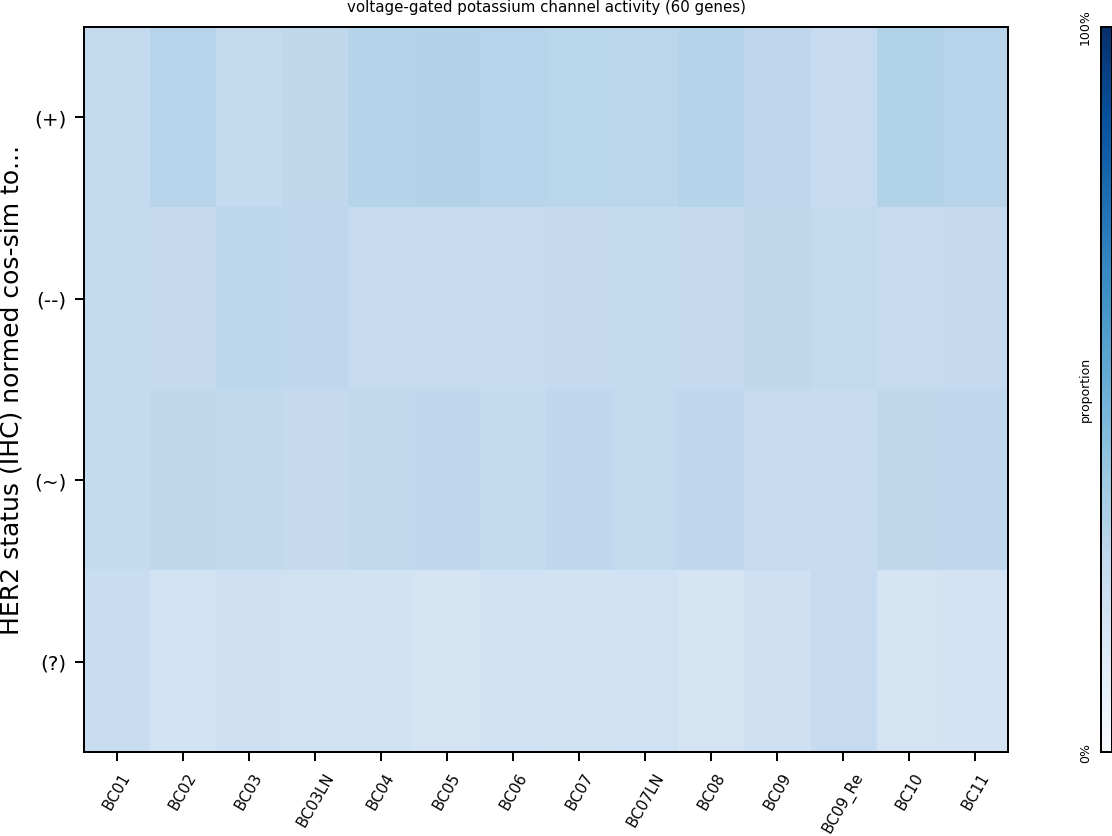 voltage-gated potassium channel activity (60 genes)
HER2 status (IHC) normed cos-sim to...
(+)
(--)
(~)
(?)
BC01
BC02
BC03
BC03LN
BC04
BC05
BC06
BC07
BC07LN
BC08
BC09
BC09_Re
BC10
BC11
100%
proportion
0%